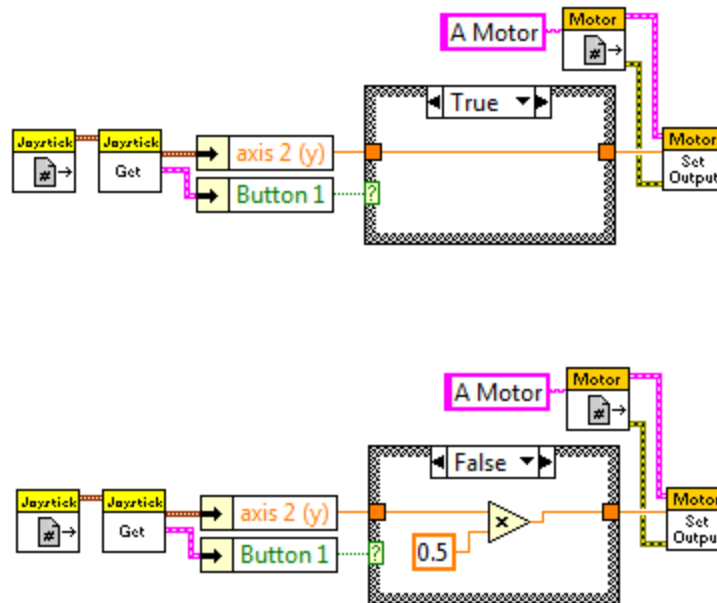 A Motor
Motor
#
True
Joystick
#
Joystick
Get
axis 2 (y)
Button 1
?
Motor
Set
Output
A Motor
Motor
#
False
Joystick
#
Joystick
Get
axis 2 (y)
Button 1
?
0.5
×
Motor
Set
Output